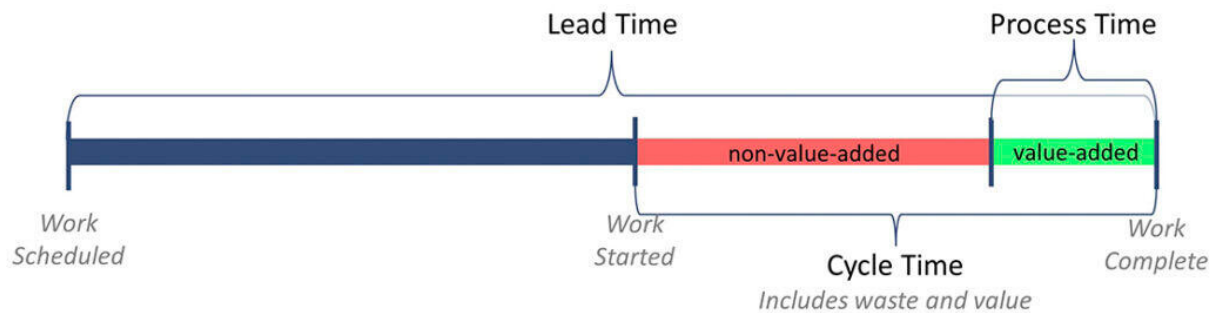 Lead Time
Process Time
non-value-added
value-added
Work
Scheduled
Work
Started
Work
Complete
Cycle Time
Includes waste and value